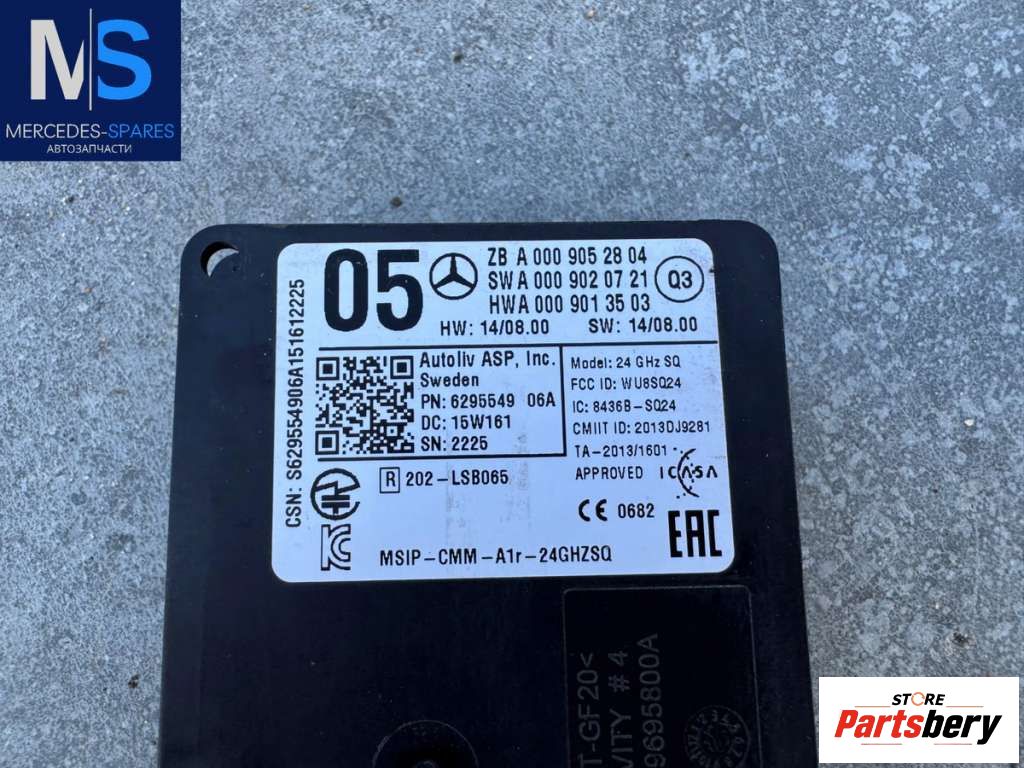 MS
MERCEDES-SPARES
АВТОЗАПЧАСТИ
05
ZB A 000 905 28 04
SW A 000 902 07 21
HW A 000 901 35 03
Q3
HW: 14/08.00 SW: 14/08.00
CSN: S629554906A151612225
Autoliv ASP, Inc.
Sweden
PN: 6295549 06A
DC: 15W161
SN: 2225
Model: 24 GHz SQ
FCC ID: WU8SQ24
IC: 8436B-SQ24
CMIIT ID: 2013DJ9281
TA-2013/1601
APPROVED ICASA
R 202-LSB065
CE 0682
EAC
KC
MSIP-CMM-A1r-24GHZSQ
T-GF20<
VITY # 4
9695800A
STORE
Partsbery